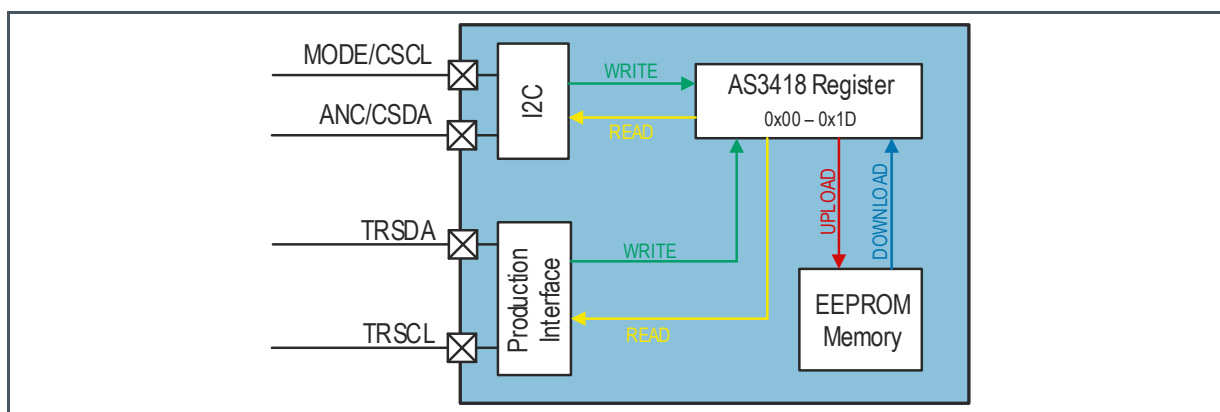 MODE/CSCL
ANC/CSDA
I2C
WRITE
READ
AS3418 Register
0x00 – 0x1D
UPLOAD
DOWNLOAD
TRSDA
TRSCL
Production
Interface
WRITE
READ
EEPROM
Memory